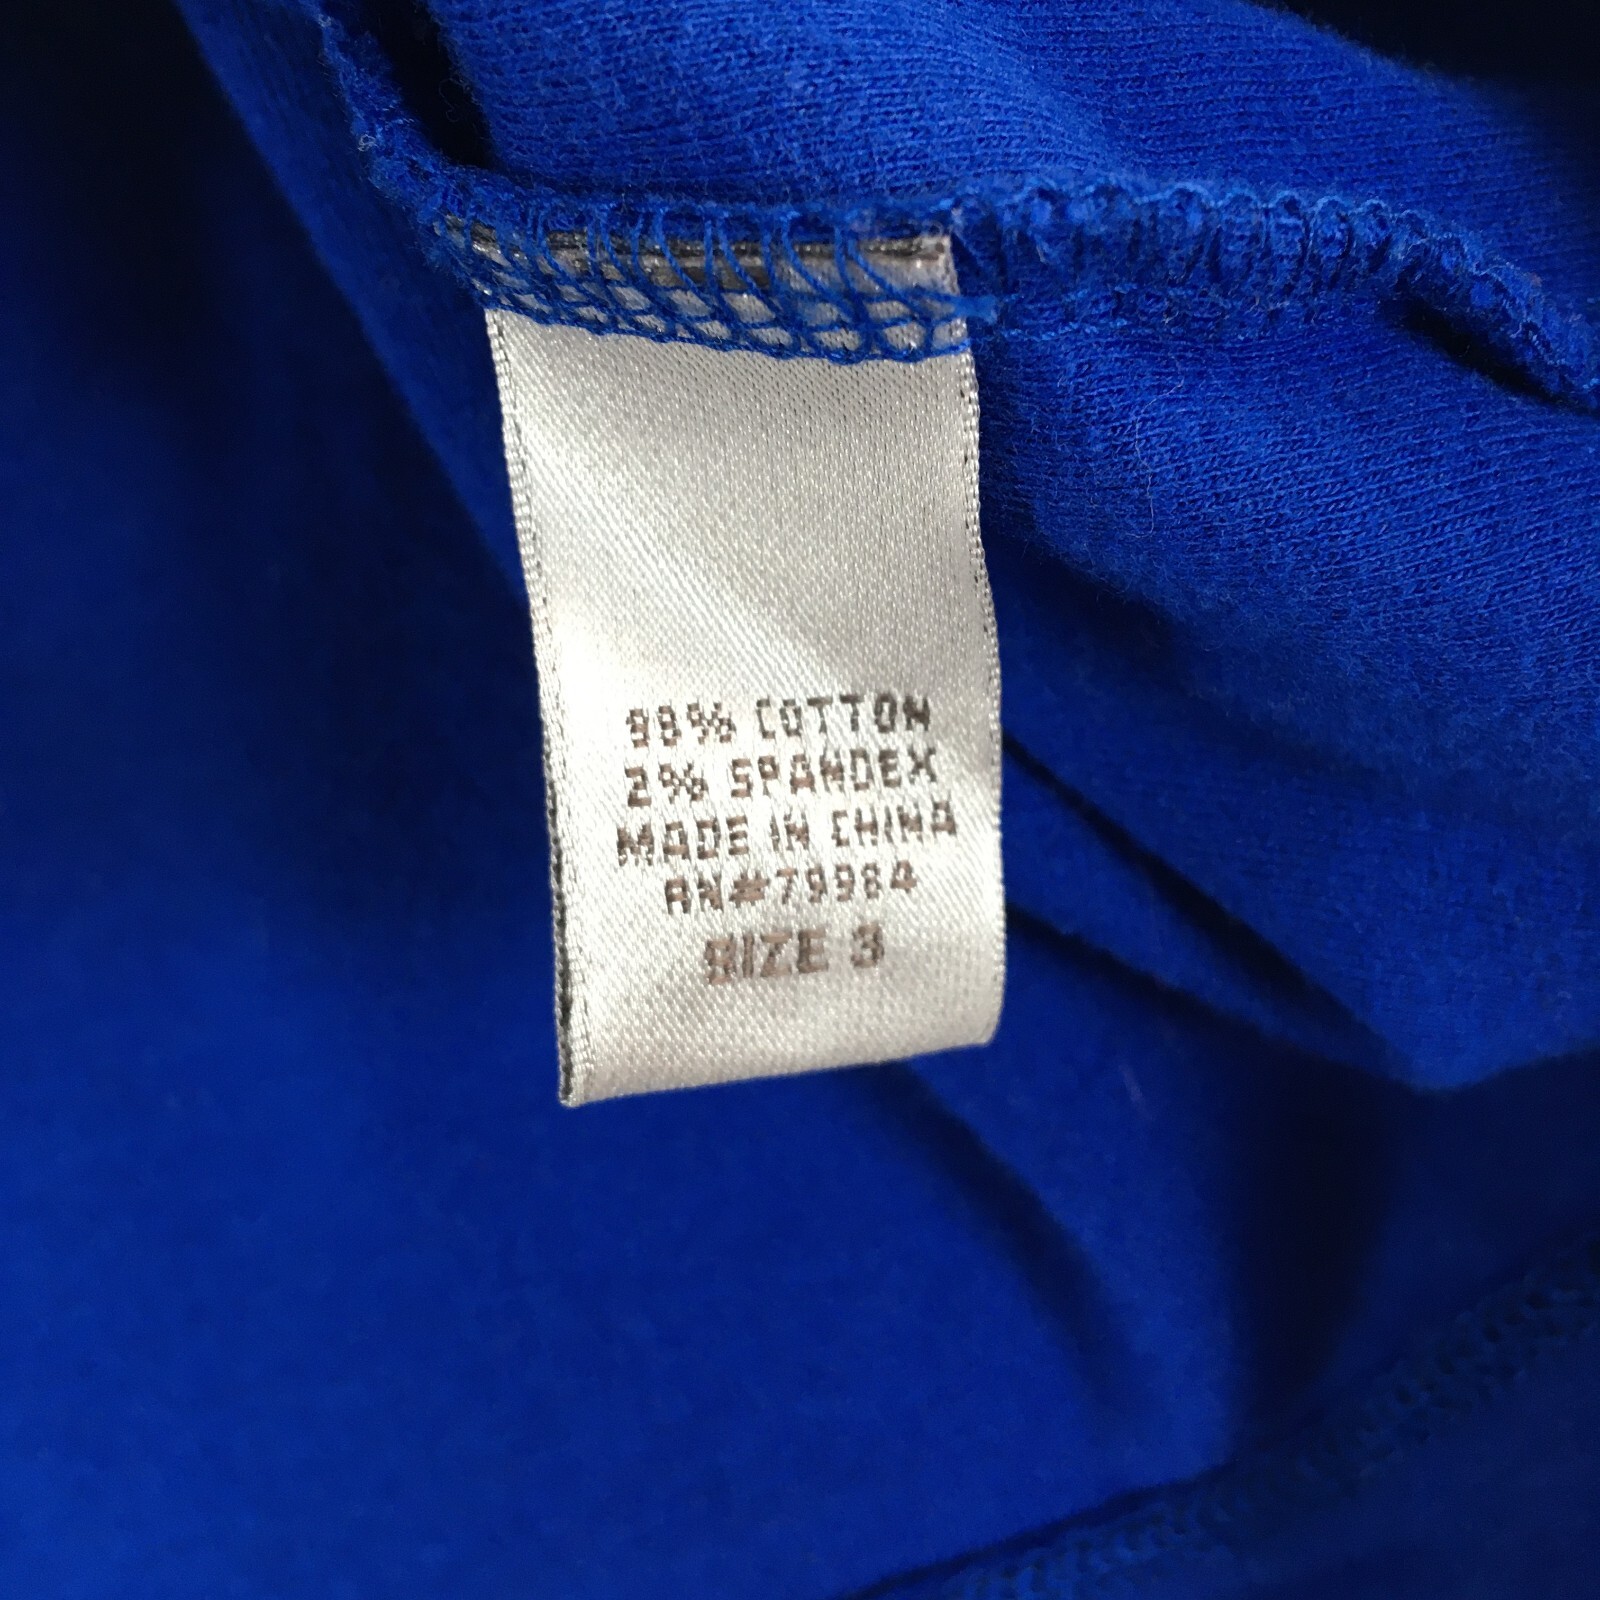 98% COTTON
2% SPANDEX
MADE IN CHINA
RN#79984
SIZE 3